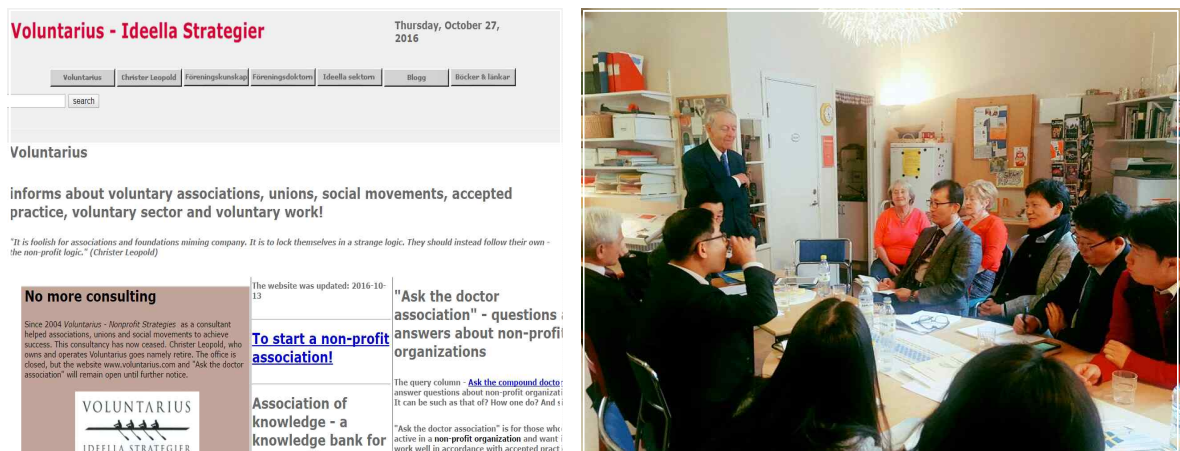 Voluntarius - Ideella Strategier
Thursday, October 27,
2016
Voluntarius
Christer Leopold
Föreningskunskap
Föreningsdoktorn
Ideella sektorn
Blogg
Böcker & länkar
search
Voluntarius
informs about voluntary associations, unions, social movements, accepted
practice, voluntary sector and voluntary work!
"It is foolish for associations and foundations mining company. It is to lock themselves in a strange logic. They should instead follow their own -
the non-profit logic." (Christer Leopold)
No more consulting
Since 2004 Voluntarius - Nonprofit Strategies as a consultant
helped associations, unions and social movements to achieve
success. This consultancy has now ceased. Christer Leopold, who
owns and operates Voluntarius goes namely retire. The office is
closed, but the website www.voluntarius.com and "Ask the doctor
association" will remain open until further notice.
VOLUNTARIUS
IDEELLA STRATEGIER
The website was updated: 2016-10-
13
To start a non-profit
association!
Association of
knowledge - a
knowledge bank for
"Ask the doctor
association" - questions
answers about non-profi
organizations
The query column - Ask the compound docto
answer questions about non-profit organizati
It can be such as that of? How one do? And s
"Ask the doctor association" is for those who
active in a non-profit organization and want
work well in accordance with accepted pract